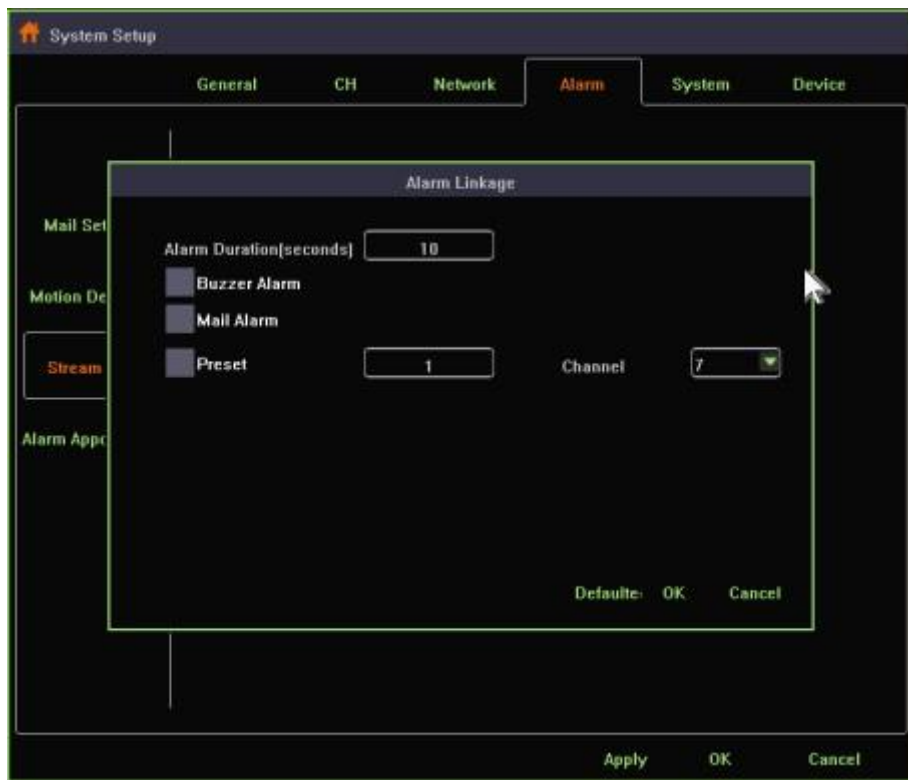 System Setup
General CH Network Alarm System Device
Alarm Linkage
Mail Set
Alarm Duration(seconds) 10
Buzzer Alarm
Motion De
Mail Alarm
Stream
Preset 1 Channel 7
Alarm Appo
Defaulte OK Cancel
Apply OK Cancel